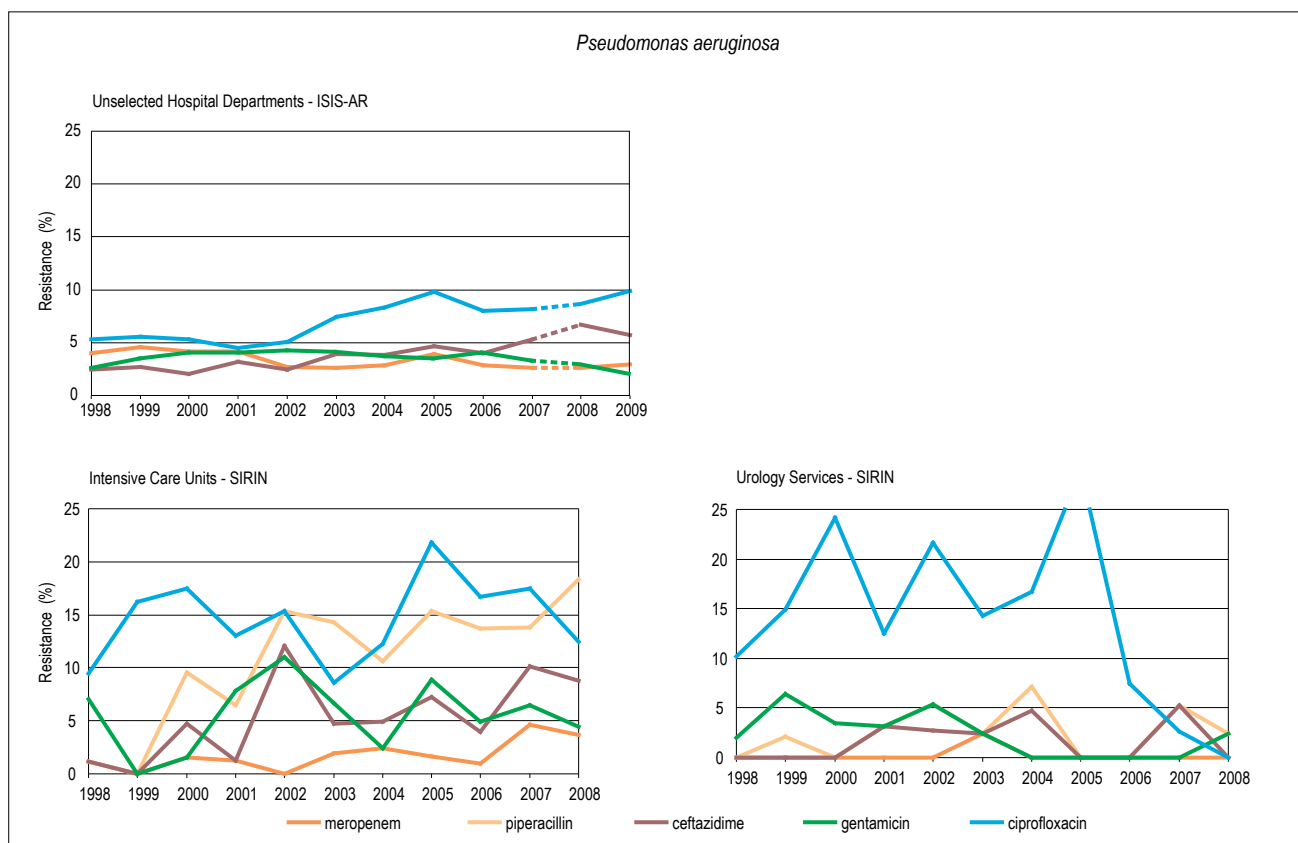 Pseudomonas aeruginosa
Unselected Hospital Departments - ISIS-AR
Resistance (%)
25
20
15
10
5
0
1998 1999 2000 2001 2002 2003 2004 2005 2006 2007 2008 2009
Intensive Care Units - SIRIN
Resistance (%)
25
20
15
10
5
0
1998 1999 2000 2001 2002 2003 2004 2005 2006 2007 2008
Urology Services - SIRIN
25
20
15
10
5
0
1998 1999 2000 2001 2002 2003 2004 2005 2006 2007 2008
meropenem piperacillin ceftazidime gentamicin ciprofloxacin